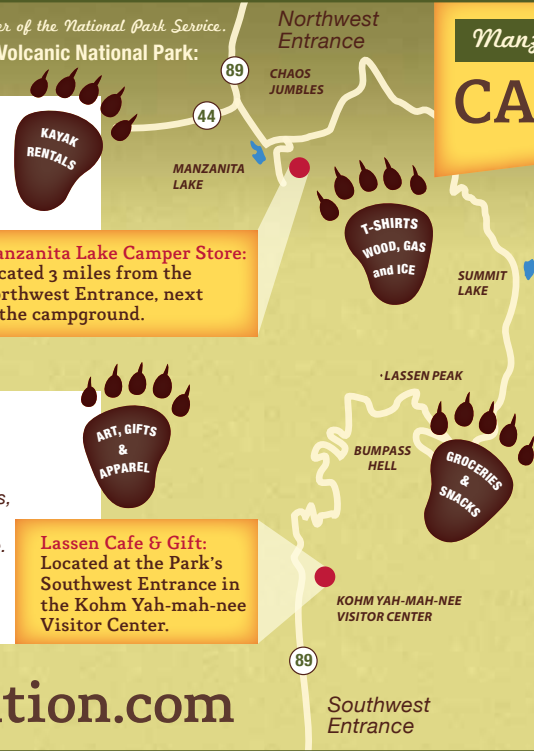 er of the National Park Service.
Volcanic National Park:
Northwest
Entrance
Manz
CA
89
CHAOS
JUMBLES
44
KAYAK
RENTALS
MANZANITA
LAKE
T-SHIRTS
WOOD, GAS
and ICE
anzanita Lake Camper Store:
cated 3 miles from the
orthwest Entrance, next
the campground.
SUMMIT
LAKE
LASSEN PEAK
ART, GIFTS
&
APPAREL
BUMPASS
HELL
GROCERIES
&
SNACKS
s,
.
Lassen Cafe & Gift:
Located at the Park's
Southwest Entrance in
the Kohm Yah-mah-nee
Visitor Center.
KOHM YAH-MAH-NEE
VISITOR CENTER
89
tion.com
Southwest
Entrance